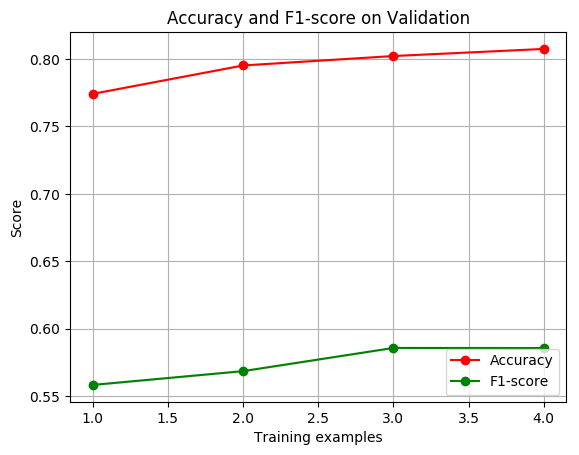 Accuracy and F1-score on Validation
Score
0.80
0.75
0.70
0.65
0.60
0.55
Accuracy
F1-score
1.0 1.5 2.0 2.5 3.0 3.5 4.0
Training examples